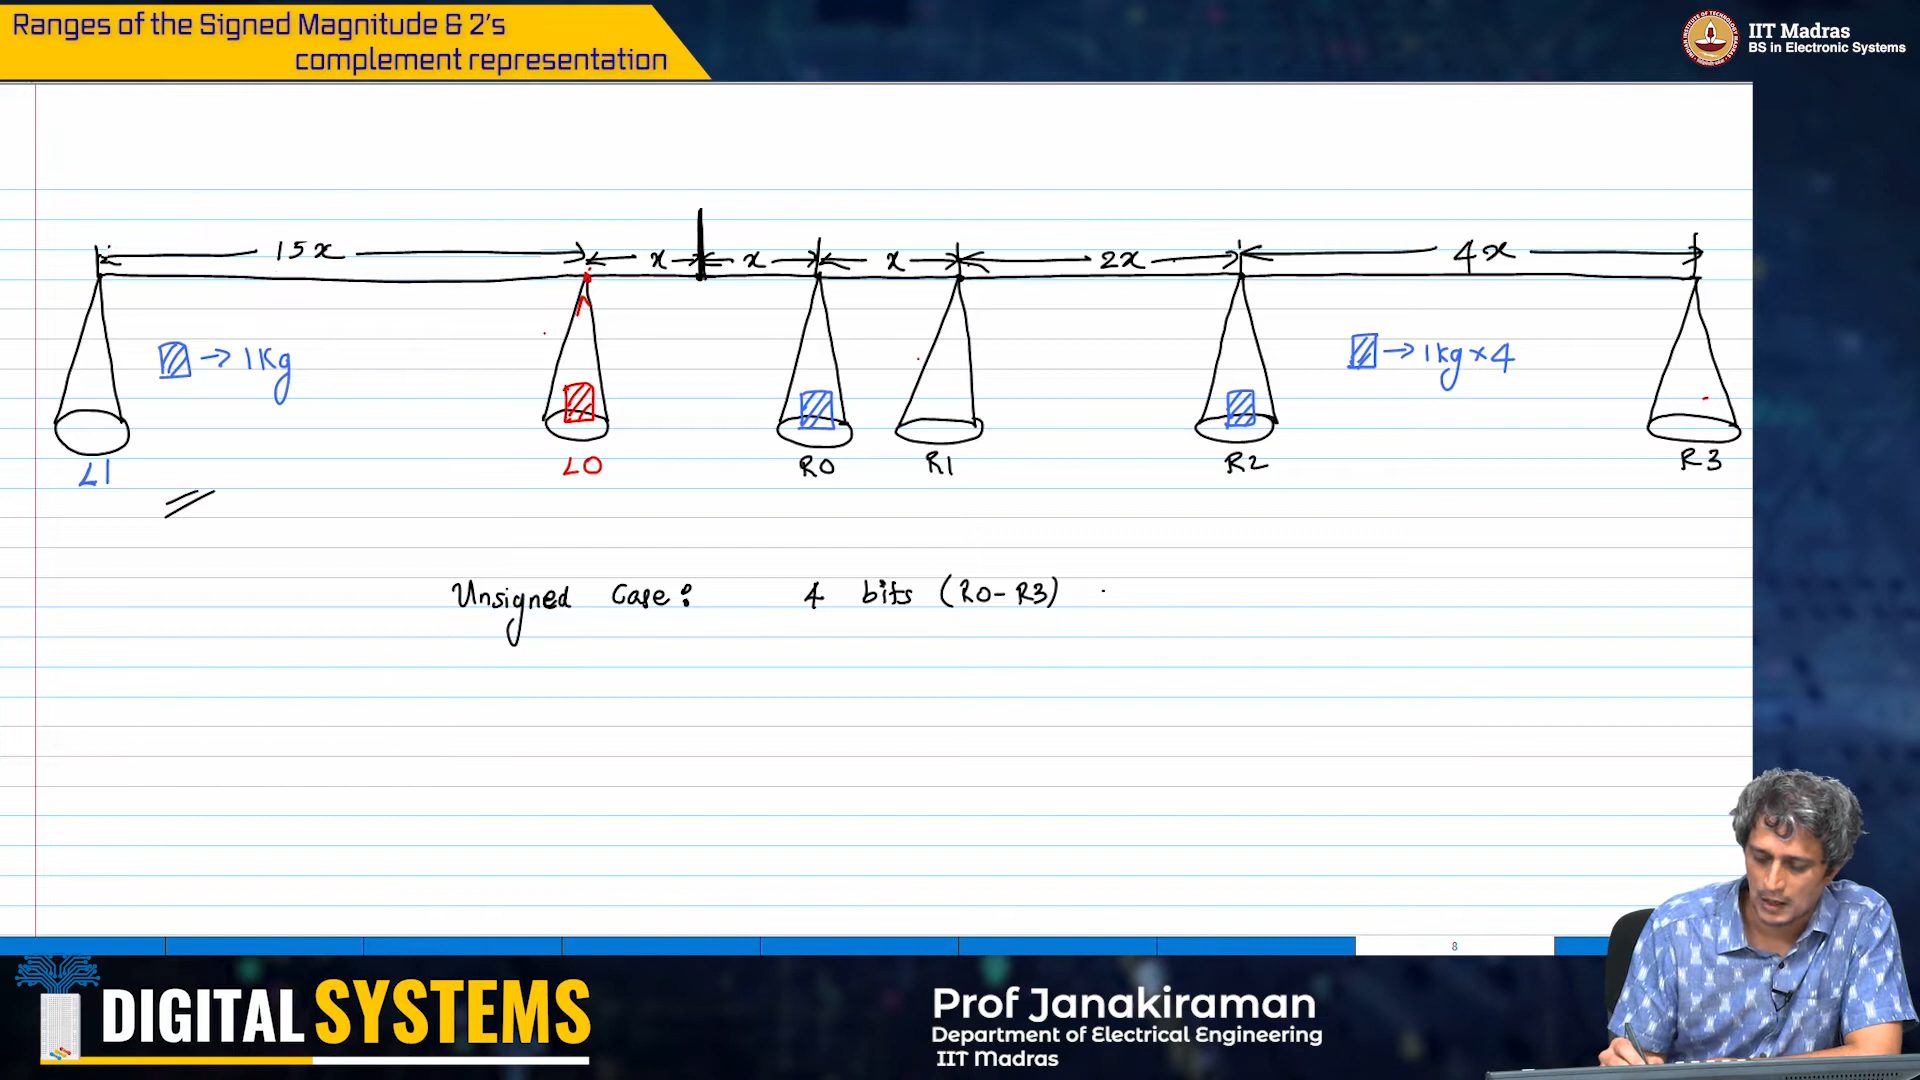 Ranges of the Signed Magnitude & 2's
complement representation
IIT Madras
BS in Electronic Systems
15x x x x 2x 4x
→ 1Kg
→ 1kg × 4
L1 L0 R0 R1 R2 R3
Unsigned Case: 4 bits (R0-R3)
8
DIGITAL SYSTEMS
Prof Janakiraman
Department of Electrical Engineering
IIT Madras